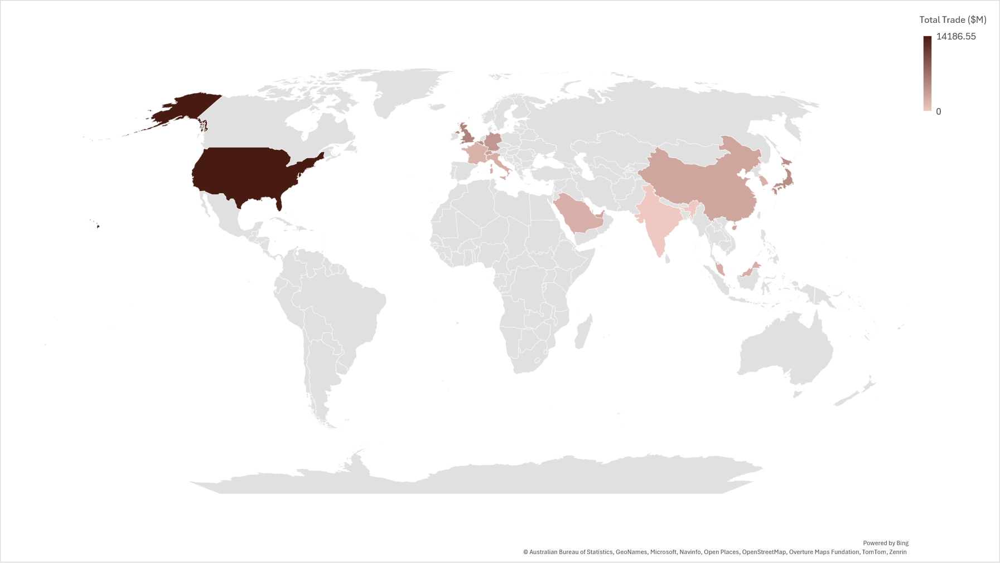 Total Trade ($M)
14186.55
0
Powered by Bing
© Australian Bureau of Statistics, GeoNames, Microsoft, Navinfo, Open Places, OpenStreetMap, Overture Maps Fundation, TomTom, Zenrin